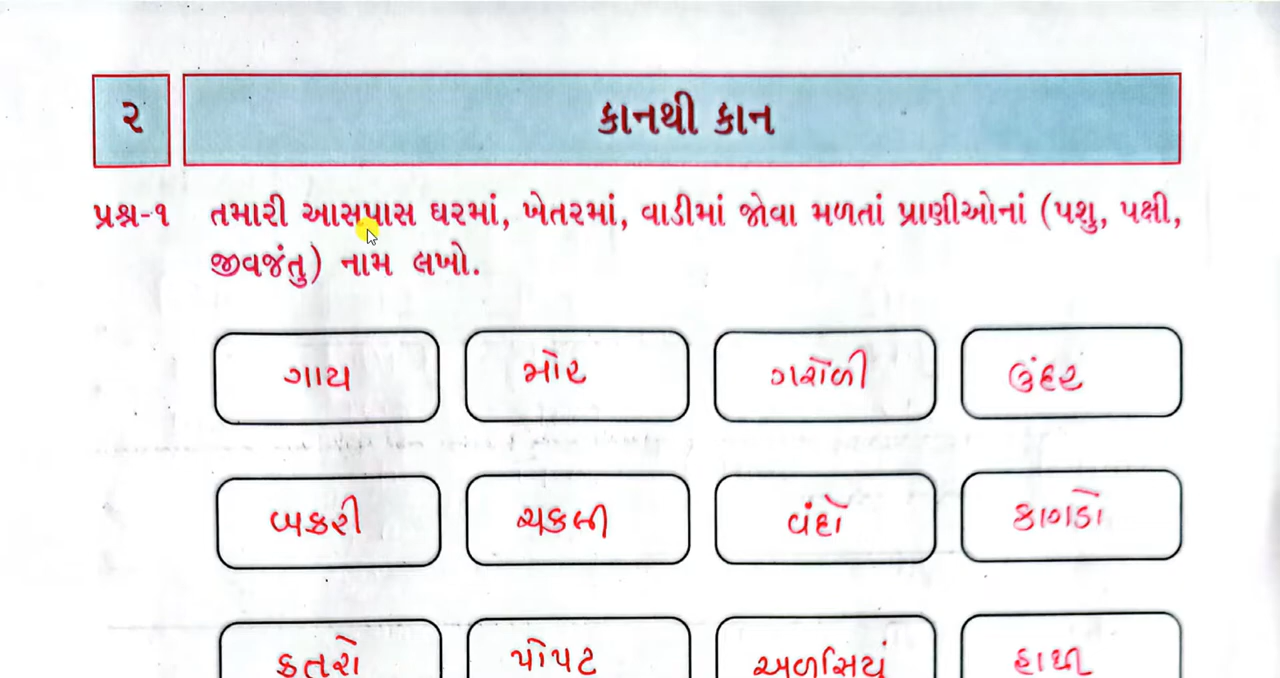 ૨
કાનથી કાન
પ્રશ્ન-૧ તમારી આસપાસ ઘરમાં, ખેતરમાં, વાડીમાં જોવા મળતાં પ્રાણીઓનાં (પશુ, પક્ષી,
જીવજંતુ) નામ લખો.
ગાય મોર ગરોળી ઉંદર
બકરી ચકલી વંદો કાગડો
કુતરો પોપટ અળસિયું હાથી